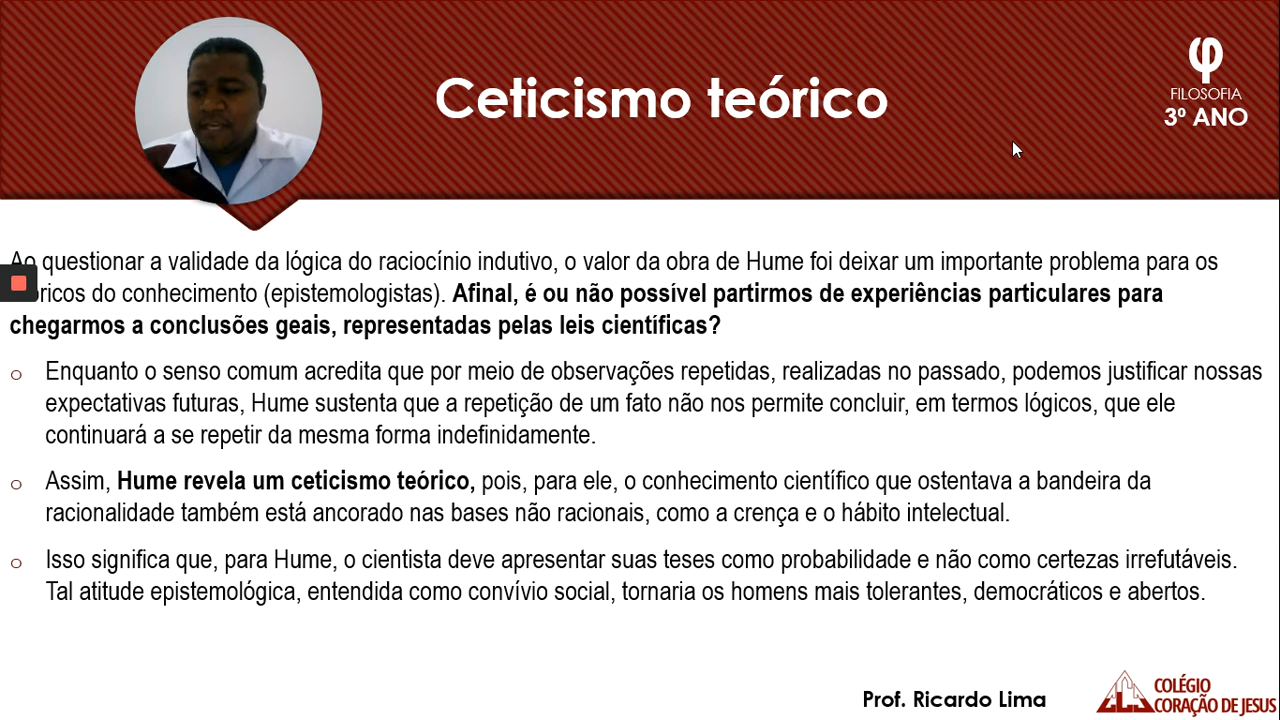 Ceticismo teórico
φ
FILOSOFIA
3º ANO
Ao questionar a validade da lógica do raciocínio indutivo, o valor da obra de Hume foi deixar um importante problema para os
óricos do conhecimento (epistemologistas). Afinal, é ou não possível partirmos de experiências particulares para
chegarmos a conclusões geais, representadas pelas leis científicas?
Enquanto o senso comum acredita que por meio de observações repetidas, realizadas no passado, podemos justificar nossas
expectativas futuras, Hume sustenta que a repetição de um fato não nos permite concluir, em termos lógicos, que ele
continuará a se repetir da mesma forma indefinidamente.
Assim, Hume revela um ceticismo teórico, pois, para ele, o conhecimento científico que ostentava a bandeira da
racionalidade também está ancorado nas bases não racionais, como a crença e o hábito intelectual.
Isso significa que, para Hume, o cientista deve apresentar suas teses como probabilidade e não como certezas irrefutáveis.
Tal atitude epistemológica, entendida como convívio social, tornaria os homens mais tolerantes, democráticos e abertos.
Prof. Ricardo Lima
COLÉGIO
CORAÇÃO DE JESUS